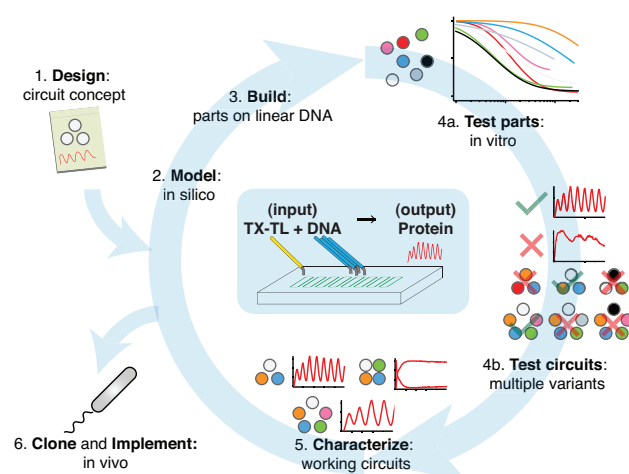 1. Design:
circuit concept
2. Model:
in silico
3. Build:
parts on linear DNA
4a. Test parts:
in vitro
(input)
TX-TL + DNA
→
(output)
Protein
4b. Test circuits:
multiple variants
5. Characterize:
working circuits
6. Clone and Implement:
in vivo